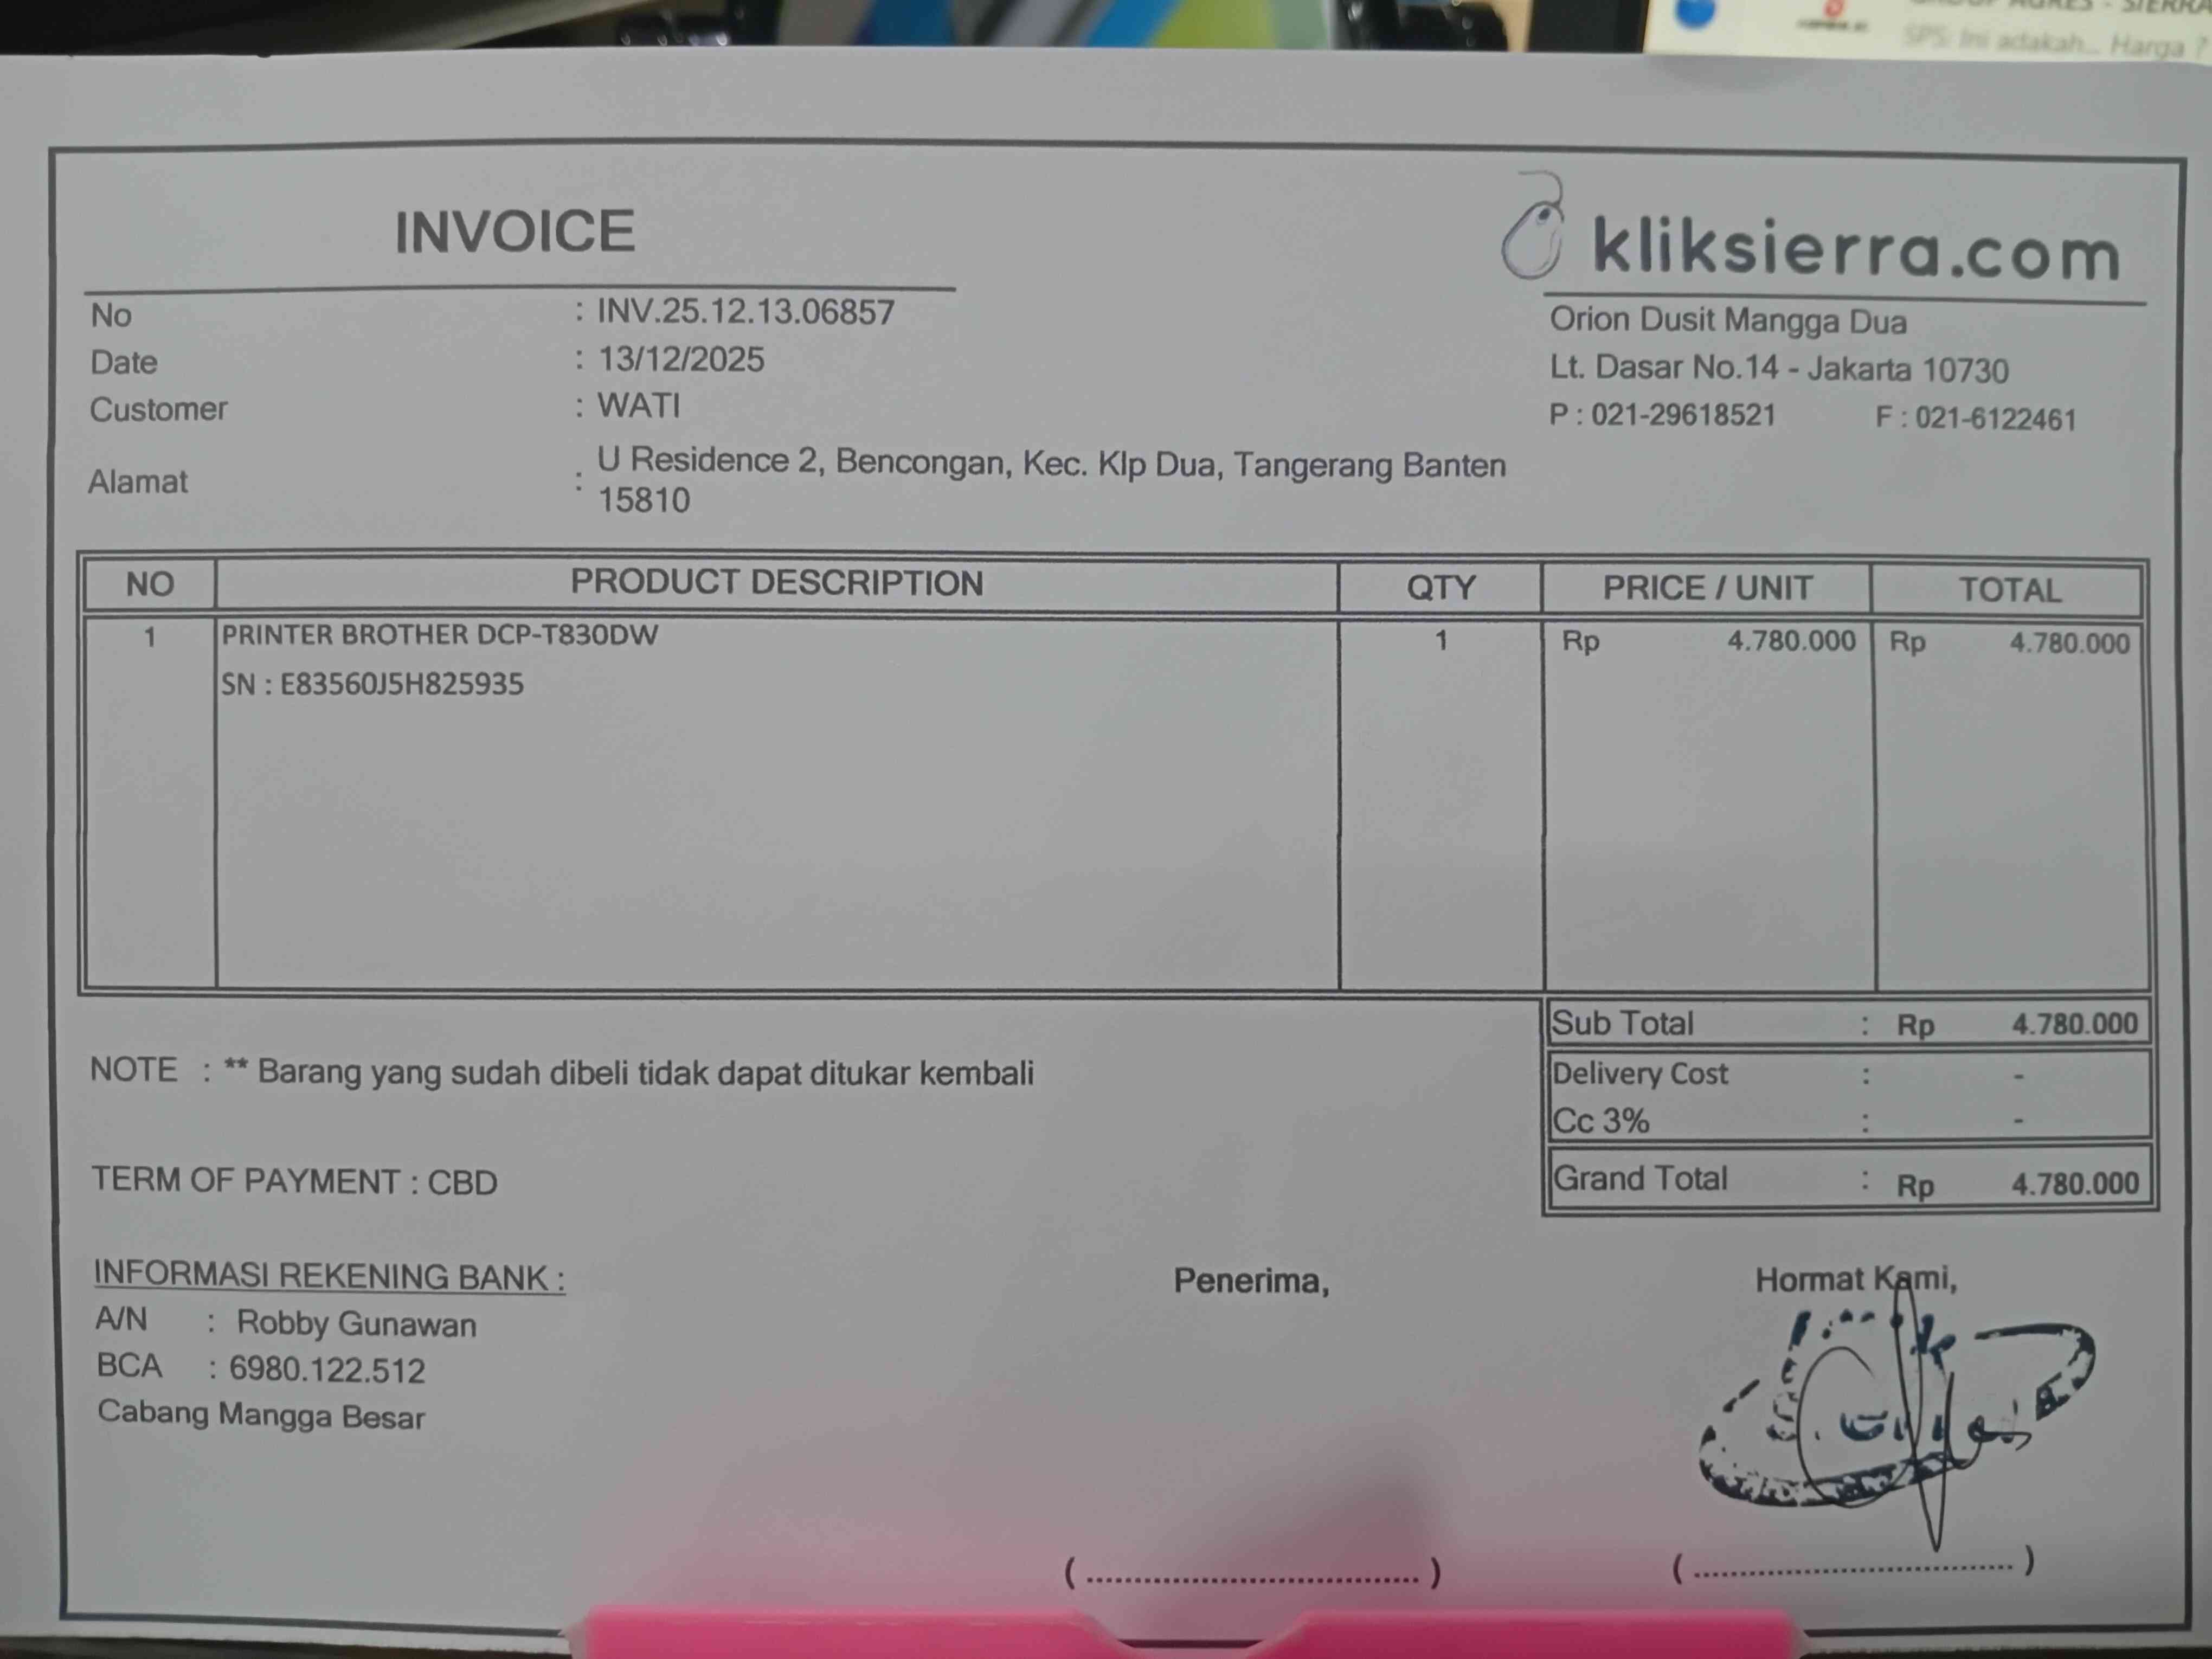 SPS: Ini adakah... Harga ?
INVOICE
kliksierra.com
No : INV.25.12.13.06857
Date : 13/12/2025
Customer : WATI
Alamat : U Residence 2, Bencongan, Kec. Klp Dua, Tangerang Banten
15810
Orion Dusit Mangga Dua
Lt. Dasar No.14 - Jakarta 10730
P : 021-29618521 F : 021-6122461
NO PRODUCT DESCRIPTION QTY PRICE / UNIT TOTAL
1 PRINTER BROTHER DCP-T830DW 1 Rp 4.780.000 Rp 4.780.000
SN : E83560J5H825935
Sub Total : Rp 4.780.000
Delivery Cost : -
Cc 3% : -
Grand Total : Rp 4.780.000
NOTE : ** Barang yang sudah dibeli tidak dapat ditukar kembali
TERM OF PAYMENT : CBD
INFORMASI REKENING BANK :
A/N : Robby Gunawan
BCA : 6980.122.512
Cabang Mangga Besar
Penerima,
Hormat Kami,
( ........................................ )
( ........................................ )